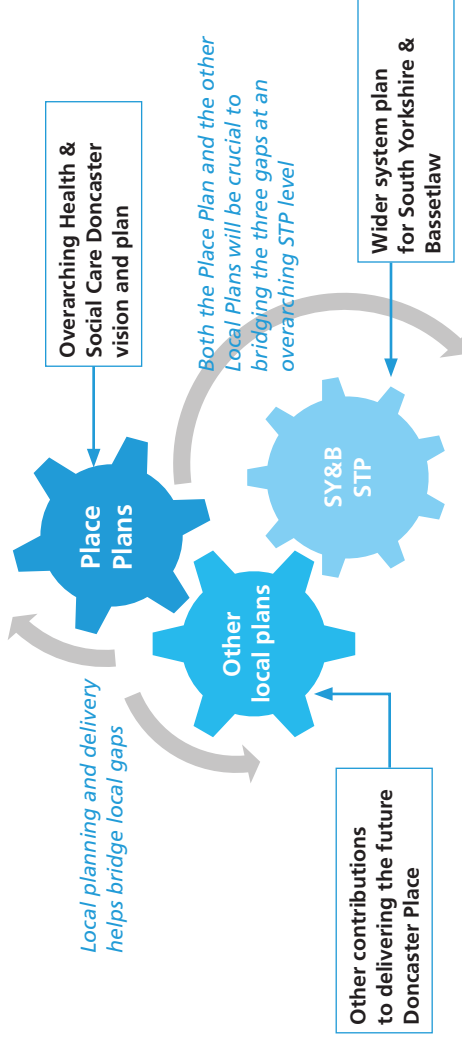 Local planning and delivery
helps bridge local gaps
Place
Plans
Overarching Health &
Social Care Doncaster
vision and plan
Both the Place Plan and the other
Local Plans will be crucial to
bridging the three gaps at an
overarching STP level
Other
local plans
SY&B
STP
Other contributions
to delivering the future
Doncaster Place
Wider system plan
for South Yorkshire &
Bassetlaw